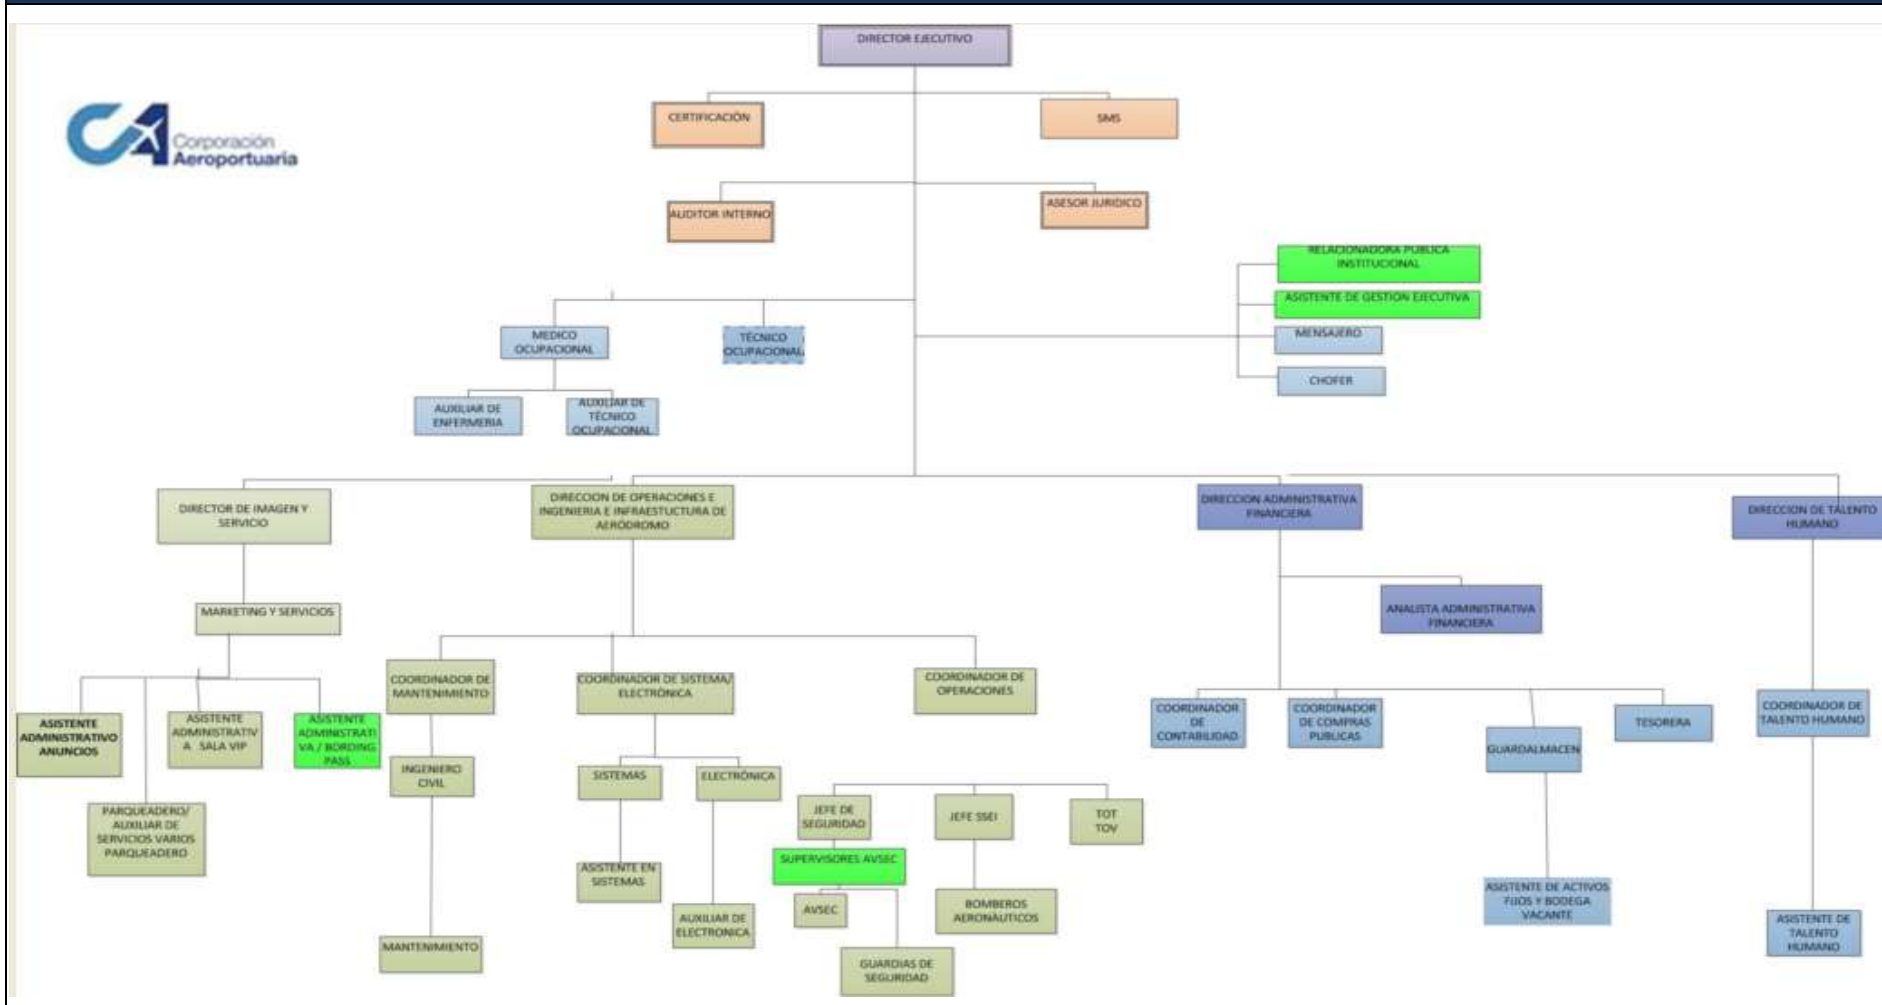 DIRECTOR EJECUTIVO
Corporación
Aeroportuaria
CERTIFICACIÓN
SMS
AUDITOR INTERNO
ASESOR JURIDICO
RELACIONADORA PUBLICA
INSTITUCIONAL
ASISTENTE DE GESTION EJECUTIVA
MENSAJERO
CHOFER
MEDICO
OCUPACIONAL
TÉCNICO
OCUPACIONAL
AUXILIAR DE
ENFERMERIA
AUXILIAR DE
TÉCNICO
OCUPACIONAL
DIRECTOR DE IMAGEN Y
SERVICIO
DIRECCION DE OPERACIONES E
INGENIERIA E INFRAESTUCTURA DE
AERÓDROMO
DIRECCION ADMINISTRATIVA
FINANCIERA
DIRECCION DE TALENTO
HUMANO
MARKETING Y SERVICIOS
ANALISTA ADMINISTRATIVA
FINANCIERA
COORDINADOR DE
MANTENIMIENTO
COORDINADOR DE SISTEMA/
ELECTRÓNICA
COORDINADOR DE
OPERACIONES
COORDINADOR
DE
CONTABILIDAD
COORDINADOR
DE COMPRAS
PUBLICAS
GUARDALMACEN
TESORERA
COORDINADOR DE
TALENTO HUMANO
ASISTENTE
ADMINISTRATIVO
ANUNCIOS
ASISTENTE
ADMINISTRATIV
A SALA VIP
ASISTENTE
ADMINISTRATI
VA / BORDING
PASS
PARQUEADERO/
AUXILIAR DE
SERVICIOS VARIOS
PARQUEADERO
INGENIERO
CIVIL
SISTEMAS
ELECTRÓNICA
JEFE DE
SEGURIDAD
JEFE SSEI
TOT
TOV
SUPERVISORES AVSEC
ASISTENTE EN
SISTEMAS
AVSEC
BOMBEROS
AERONÀUTICOS
AUXILIAR DE
ELECTRONICA
MANTENIMIENTO
GUARDIAS DE
SEGURIDAD
ASISTENTE DE ACTIVOS
FIJOS Y BODEGA
VACANTE
ASISTENTE DE
TALENTO
HUMANO